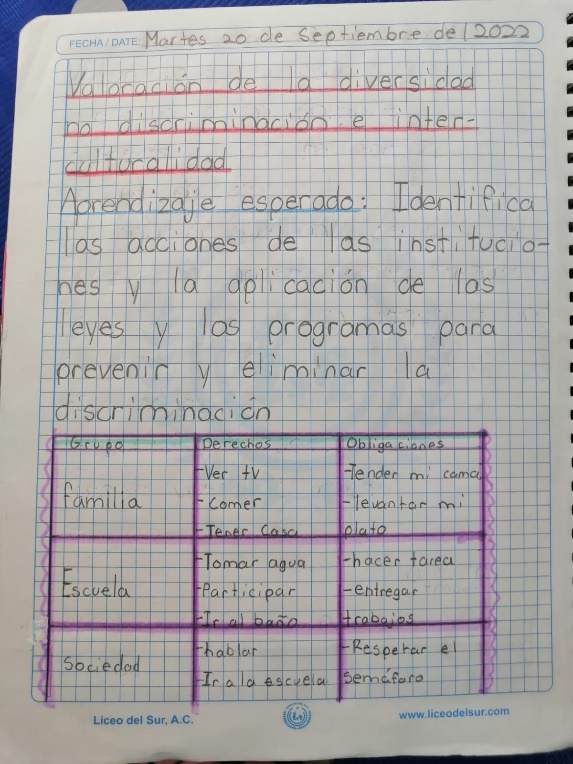 FECHA / DATE: Martes 20 de Septiembre del 2022
Valoración de la diversidad
no discriminación e inter-
culturalidad
Aprendizaje esperado: Identifica
las acciones de las institucio-
nes y la aplicación de las
leyes y los programas para
prevenir y eliminar la
discriminación
Grupo Derechos Obligaciones
Familia
-Ver tv
-Comer
-Tener Casa
-Tender mi cama
-levantar mi
plato
Escuela
-Tomar agua
-Participar
-Ir al baño
-hacer tarea
-entregar
trabajos
Sociedad
-hablar
-Ir a la escuela
-Respetar el
semáforo
Liceo del Sur, A.C. www.liceodelsur.com